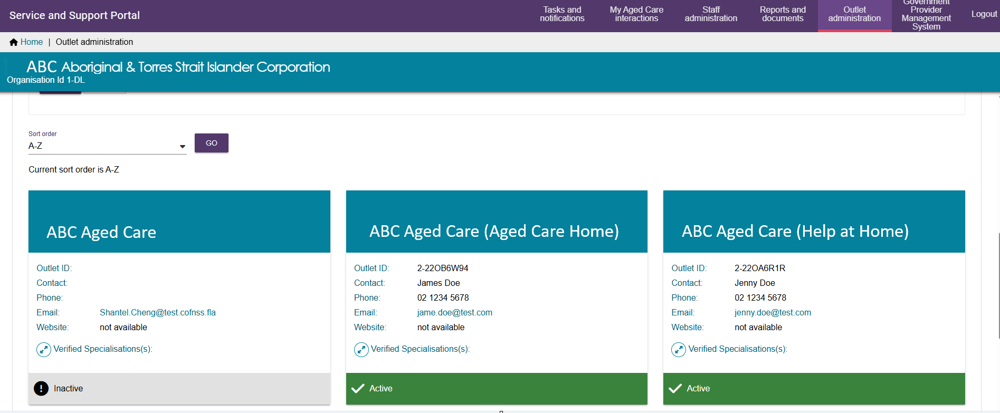 Service and Support Portal
Tasks and notifications
My Aged Care interactions
Staff administration
Reports and documents
Outlet administration
Government Provider Management System
Logout
Home | Outlet administration
ABC Aboriginal & Torres Strait Islander Corporation
Organisation Id 1-DL
Sort order
A-Z
GO
Current sort order is A-Z
ABC Aged Care
Outlet ID:
Contact:
Phone:
Email: Shantel.Cheng@test.cofnss.fla
Website: not available
Verified Specialisations(s):
Inactive
ABC Aged Care (Aged Care Home)
Outlet ID: 2-22OB6W94
Contact: James Doe
Phone: 02 1234 5678
Email: jame.doe@test.com
Website: not available
Verified Specialisations(s):
Active
ABC Aged Care (Help at Home)
Outlet ID: 2-22OA6R1R
Contact: Jenny Doe
Phone: 02 1234 5678
Email: jenny.doe@test.com
Website: not available
Verified Specialisations(s):
Active